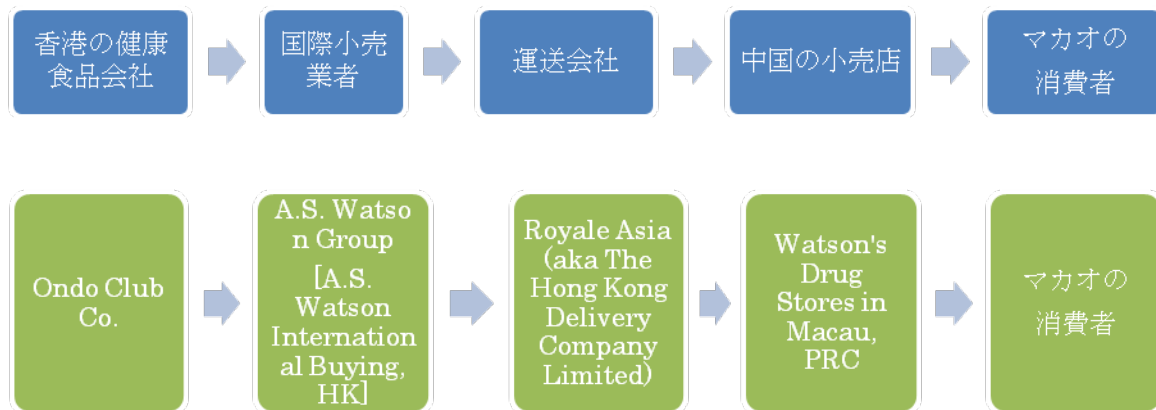 香港の健康
食品会社
国際小売
業者
運送会社
中国の小売店
マカオの
消費者
Ondo Club
Co.
A.S. Watso
n Group
[A.S.
Watson
Internation
al Buying,
HK]
Royale Asia
(aka The
Hong Kong
Delivery
Company
Limited)
Watson's
Drug
Stores in
Macau,
PRC
マカオの
消費者